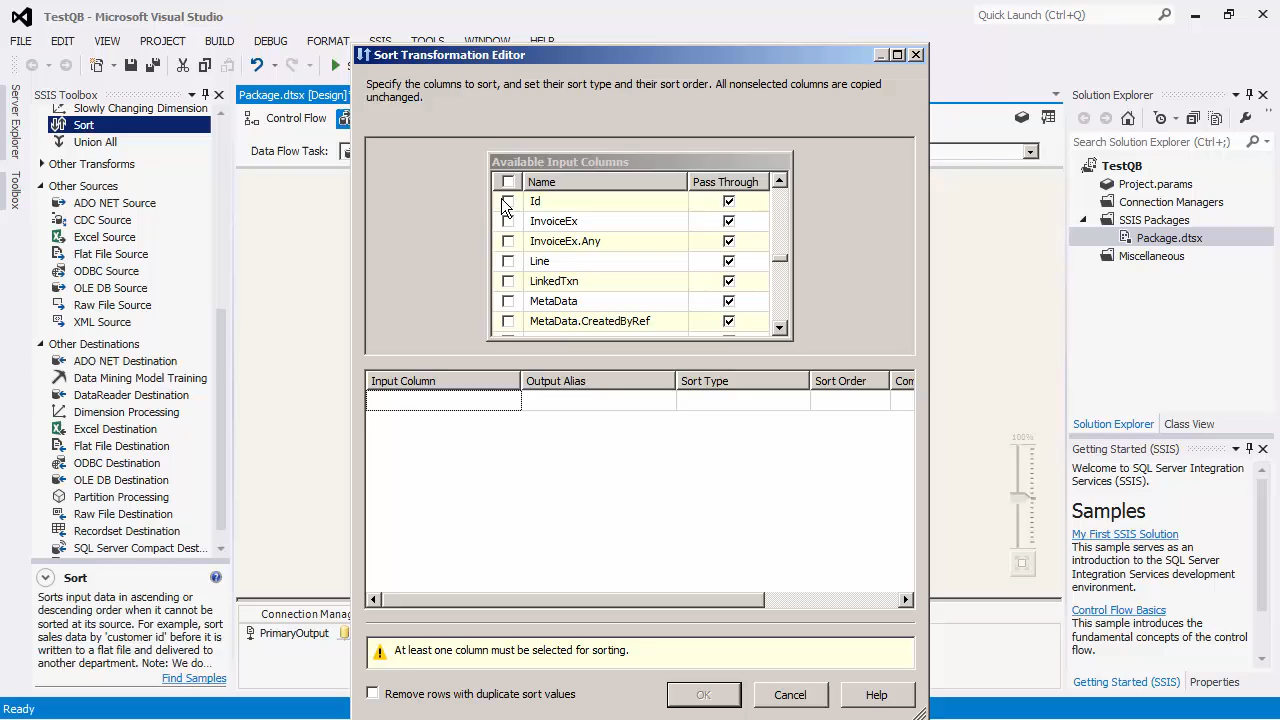 TestQB - Microsoft Visual Studio
Quick Launch (Ctrl+Q)
FILE EDIT VIEW PROJECT BUILD DEBUG FORMAT SSIS TOOLS WINDOW HELP
Sort Transformation Editor
Specify the columns to sort, and set their sort type and their sort order. All nonselected columns are copied
unchanged.
Server Explorer
Toolbox
SSIS Toolbox
Slowly Changing Dimension
Sort
Union All
Other Transforms
Other Sources
ADO NET Source
CDC Source
Excel Source
Flat File Source
ODBC Source
OLE DB Source
Raw File Source
XML Source
Other Destinations
ADO NET Destination
Data Mining Model Training
DataReader Destination
Dimension Processing
Excel Destination
Flat File Destination
ODBC Destination
OLE DB Destination
Partition Processing
Raw File Destination
Recordset Destination
SQL Server Compact Dest...
Sort
Sorts input data in ascending or
descending order when it cannot be
sorted at its source. For example, sort
sales data by 'customer id' before it is
written to a flat file and delivered to
another department. Note: We do...
Find Samples
Package.dtsx [Design]
Control Flow
Data Flow Task:
Available Input Columns
Name Pass Through
Id
InvoiceEx
InvoiceEx.Any
Line
LinkedTxn
MetaData
MetaData.CreatedByRef
Input Column Output Alias Sort Type Sort Order Com
At least one column must be selected for sorting.
Remove rows with duplicate sort values
OK Cancel Help
Connection Mana
PrimaryOutput
100%
Solution Explorer
Search Solution Explorer (Ctrl+;)
TestQB
Project.params
Connection Managers
SSIS Packages
Package.dtsx
Miscellaneous
Solution Explorer Class View
Getting Started (SSIS)
Welcome to SQL Server Integration
Services (SSIS).
Samples
My First SSIS Solution
This sample serves as an
introduction to the SQL Server
Integration Services development
environment.
Control Flow Basics
This sample introduces the
fundamental concepts of the control
flow.
Getting Started (SSIS) Properties
Ready